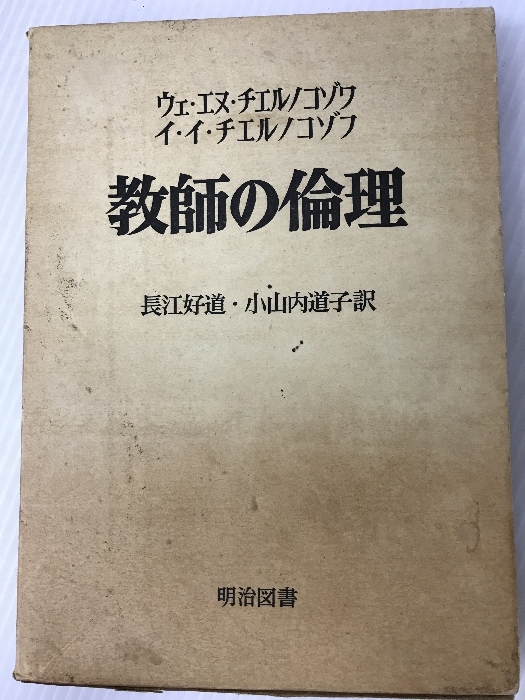 ウェ・エヌ・チエルノコゾワ
イ・イ・チエルノコゾフ
教師の倫理
長江好道・小山内道子訳
明治図書